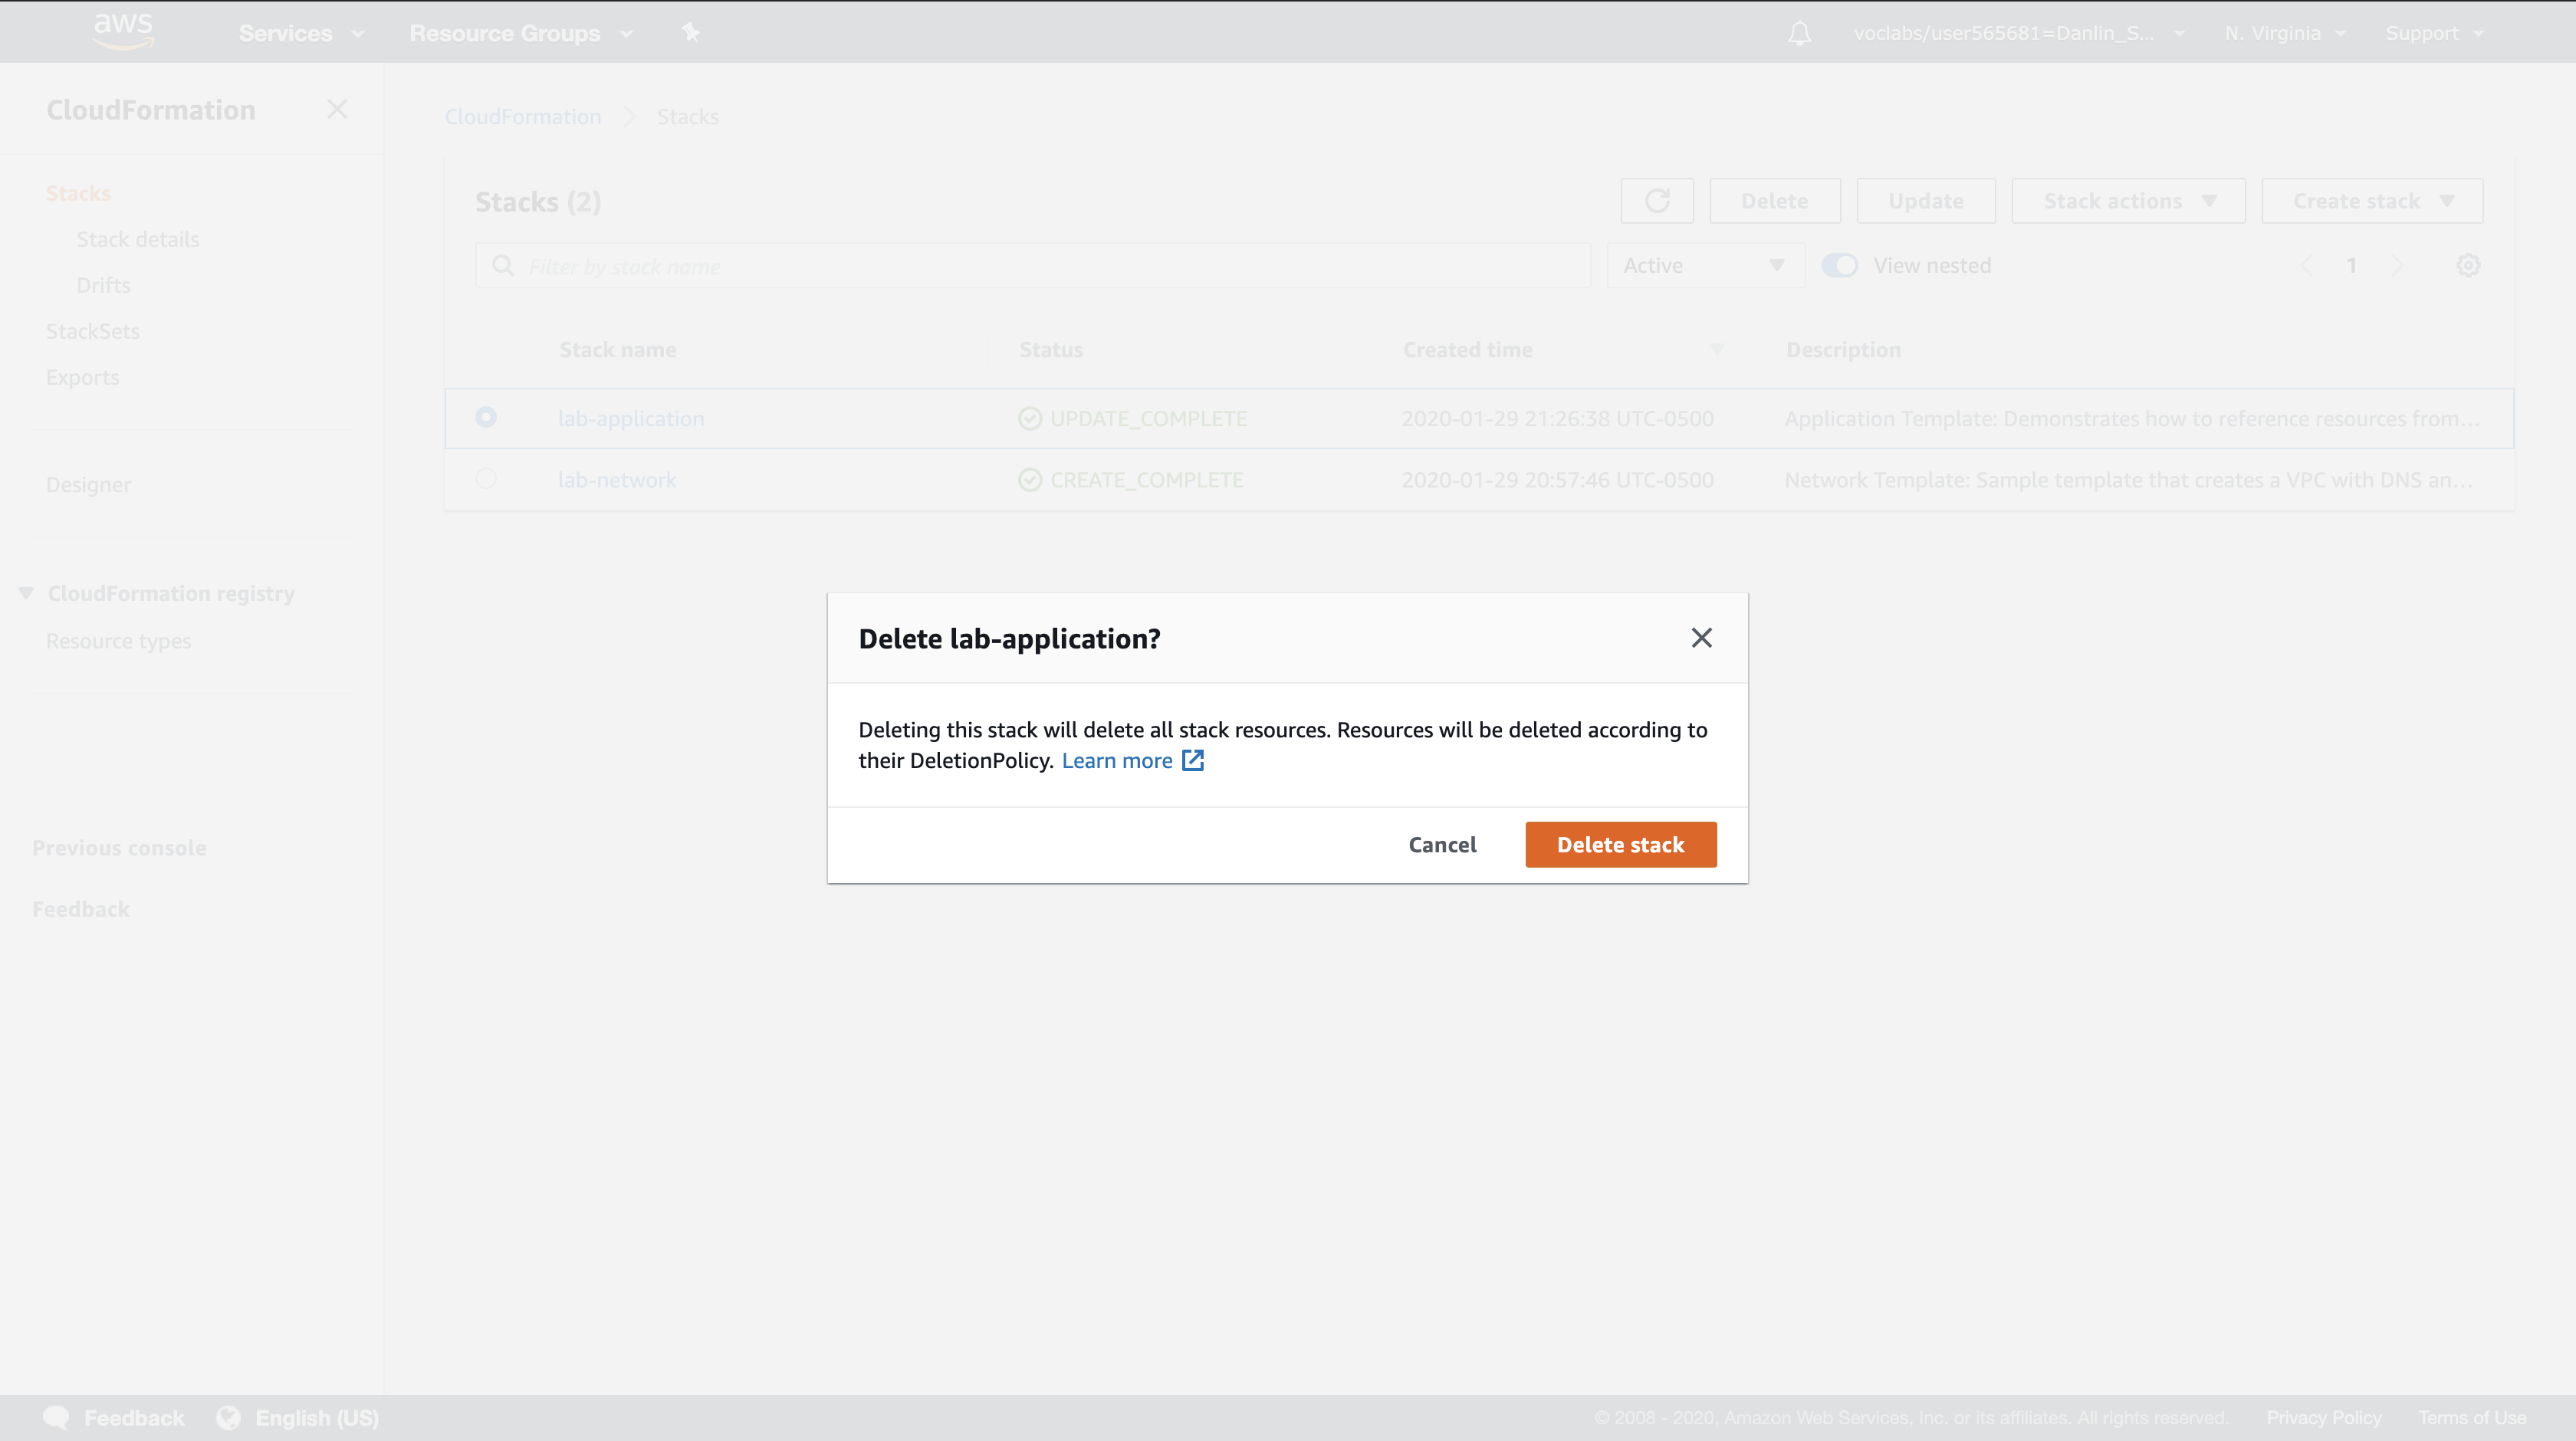 aws Services Resource Groups voclabs/user565681=Danlin_S... N. Virginia Support
CloudFormation
Stacks
Stack details
Drifts
StackSets
Exports
Designer
CloudFormation registry
Resource types
Previous console
Feedback
CloudFormation Stacks
Stacks (2) Delete Update Stack actions Create stack
Filter by stack name Active View nested 1
Stack name Status Created time Description
lab-application UPDATE_COMPLETE 2020-01-29 21:26:38 UTC-0500 Application Template: Demonstrates how to reference resources from...
lab-network CREATE_COMPLETE 2020-01-29 20:57:46 UTC-0500 Network Template: Sample template that creates a VPC with DNS an...
Delete lab-application?
Deleting this stack will delete all stack resources. Resources will be deleted according to
their DeletionPolicy. Learn more
Cancel Delete stack
Feedback English (US) © 2008 - 2020, Amazon Web Services, Inc. or its affiliates. All rights reserved. Privacy Policy Terms of Use